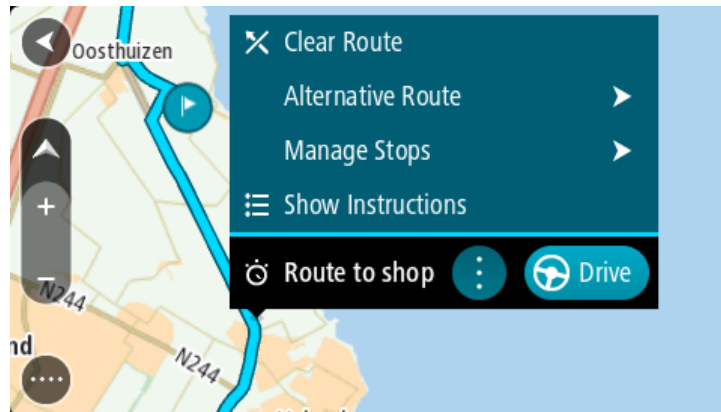 Oosthuizen
Clear Route
Alternative Route
Manage Stops
Show Instructions
Route to shop
Drive
N244
N244
nd